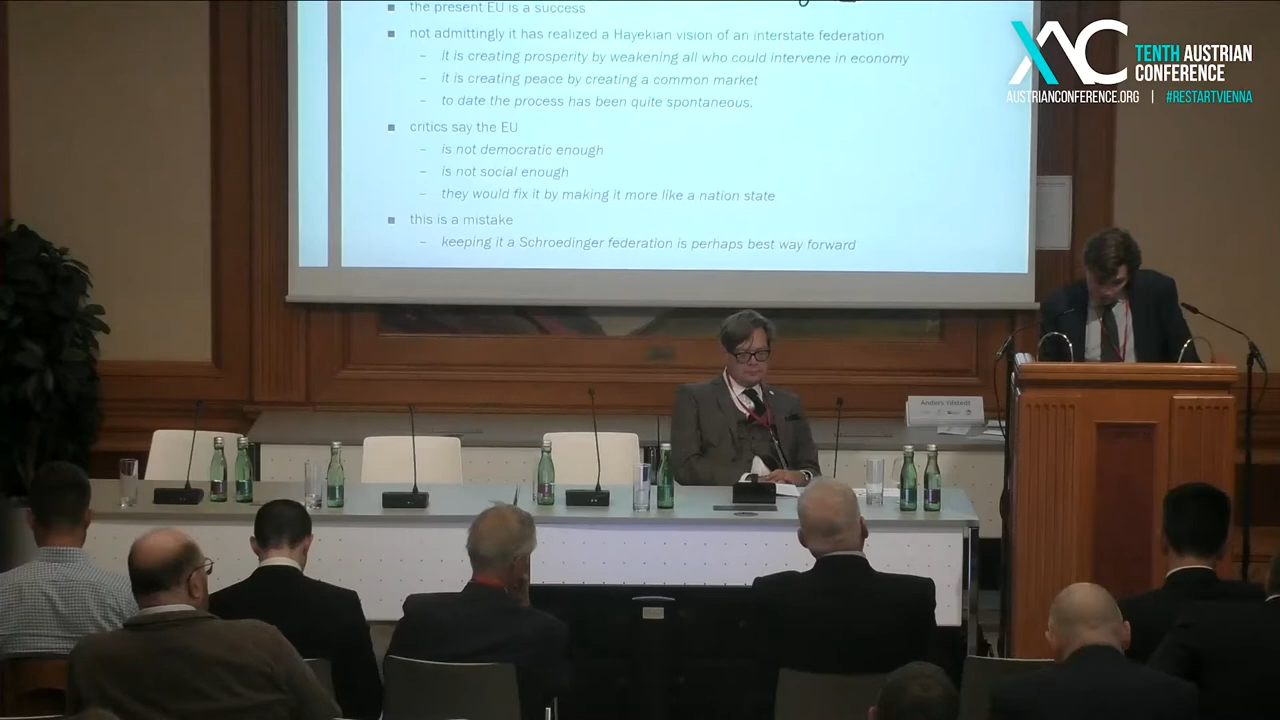 the present EU is a success
not admittingly it has realized a Hayekian vision of an interstate federation
– it is creating prosperity by weakening all who could intervene in economy
– it is creating peace by creating a common market
– to date the process has been quite spontaneous.
critics say the EU
– is not democratic enough
– is not social enough
– they would fix it by making it more like a nation state
this is a mistake
– keeping it a Schroedinger federation is perhaps best way forward
XAC
TENTH AUSTRIAN
CONFERENCE
AUSTRIANCONFERENCE.ORG | #RESTARTVIENNA
Anders Ydstedt